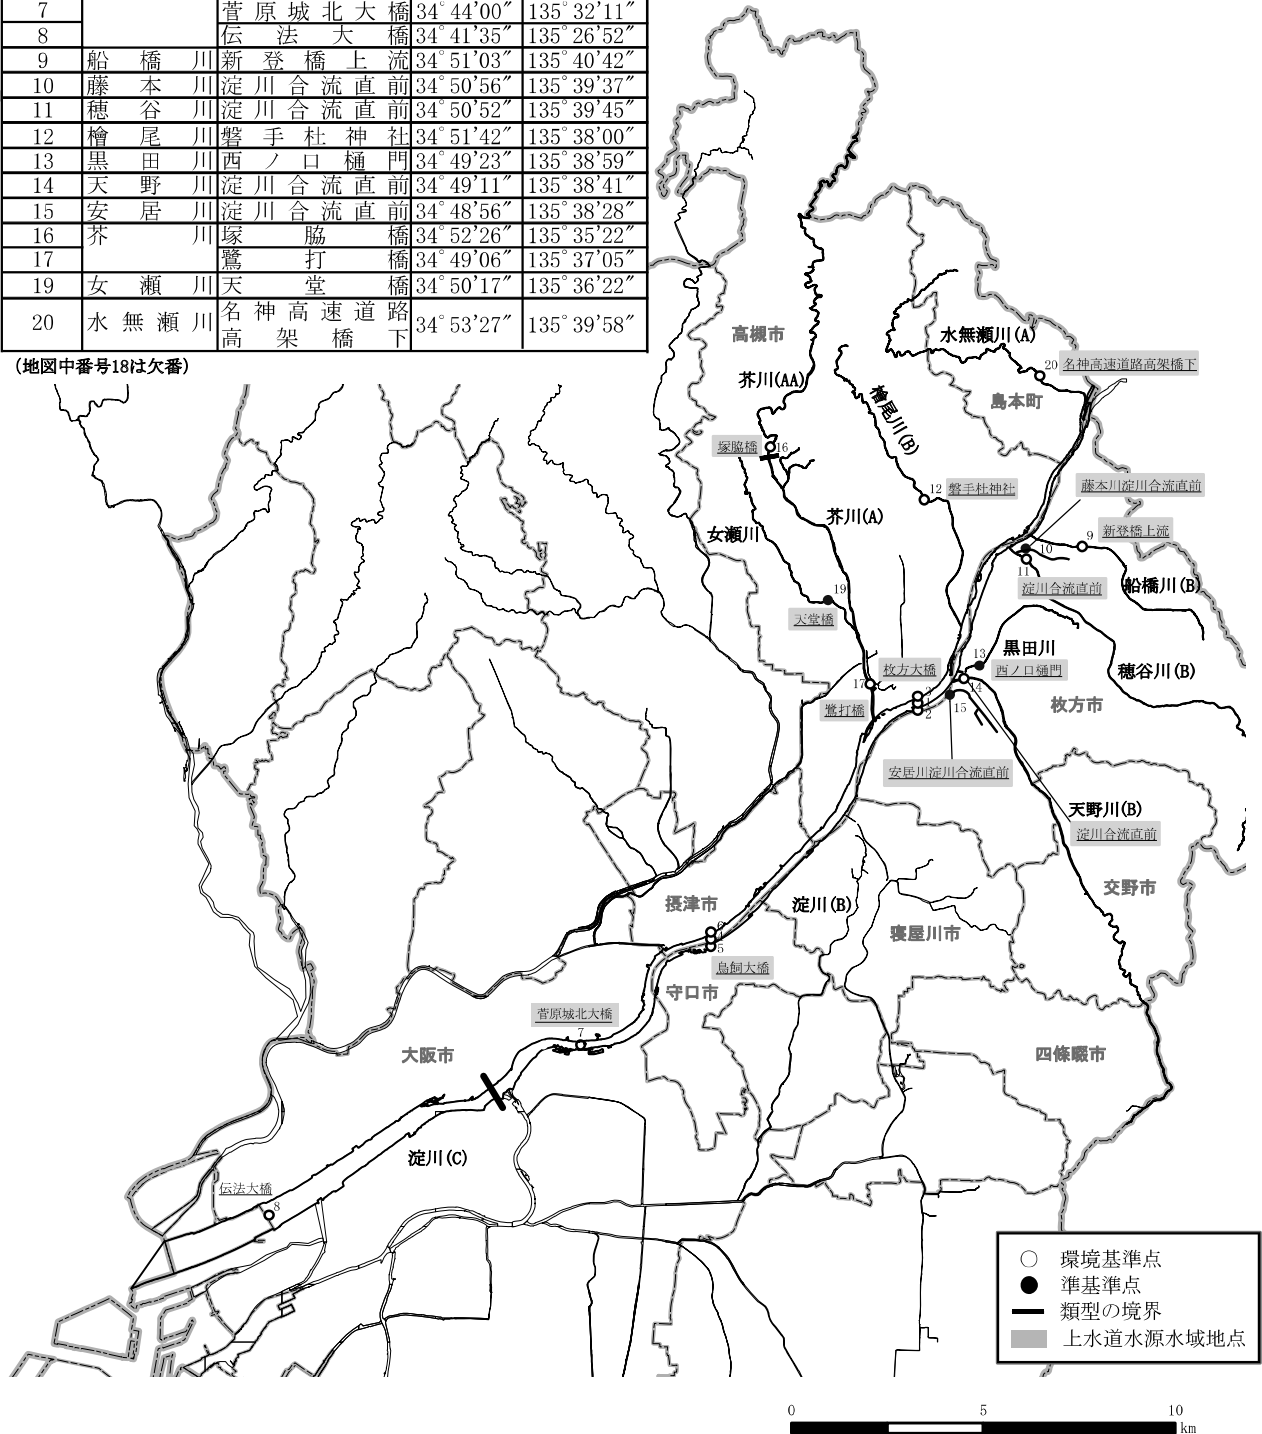 7 菅原城北大橋 34°44'00″ 135°32'11″
8 伝法大橋 34°41'35″ 135°26'52″
9 船橋川 新登橋上流 34°51'03″ 135°40'42″
10 藤本川 淀川合流直前 34°50'56″ 135°39'37″
11 穂谷川 淀川合流直前 34°50'52″ 135°39'45″
12 檜尾川 磐手杜神社 34°51'42″ 135°38'00″
13 黒田川 西ノ口樋門 34°49'23″ 135°38'59″
14 天野川 淀川合流直前 34°49'11″ 135°38'41″
15 安居川 淀川合流直前 34°48'56″ 135°38'28″
16 芥川 塚脇橋 34°52'26″ 135°35'22″
17 鷺打橋 34°49'06″ 135°37'05″
19 女瀬川 天堂橋 34°50'17″ 135°36'22″
20 水無瀬川 名神高速道路
高架橋下 34°53'27″ 135°39'58″
(地図中番号18は欠番)
高槻市
水無瀬川(A)
20 名神高速道路高架橋下
芥川(AA)
檜尾川(B)
島本町
塚脇橋
16
12 磐手杜神社
藤本川淀川合流直前
芥川(A)
女瀬川
新登橋上流
9
10
11
淀川合流直前
船橋川(B)
19
天堂橋
黒田川
13
枚方大橋
西ノ口樋門
穂谷川(B)
17
14
3
1
2
15
鷺打橋
枚方市
安居川淀川合流直前
天野川(B)
淀川合流直前
交野市
摂津市
淀川(B)
寝屋川市
6
4
5
鳥飼大橋
守口市
菅原城北大橋
7
大阪市
四條畷市
淀川(C)
伝法大橋
8
環境基準点
準基準点
類型の境界
上水道水源水域地点
0 5 10
km